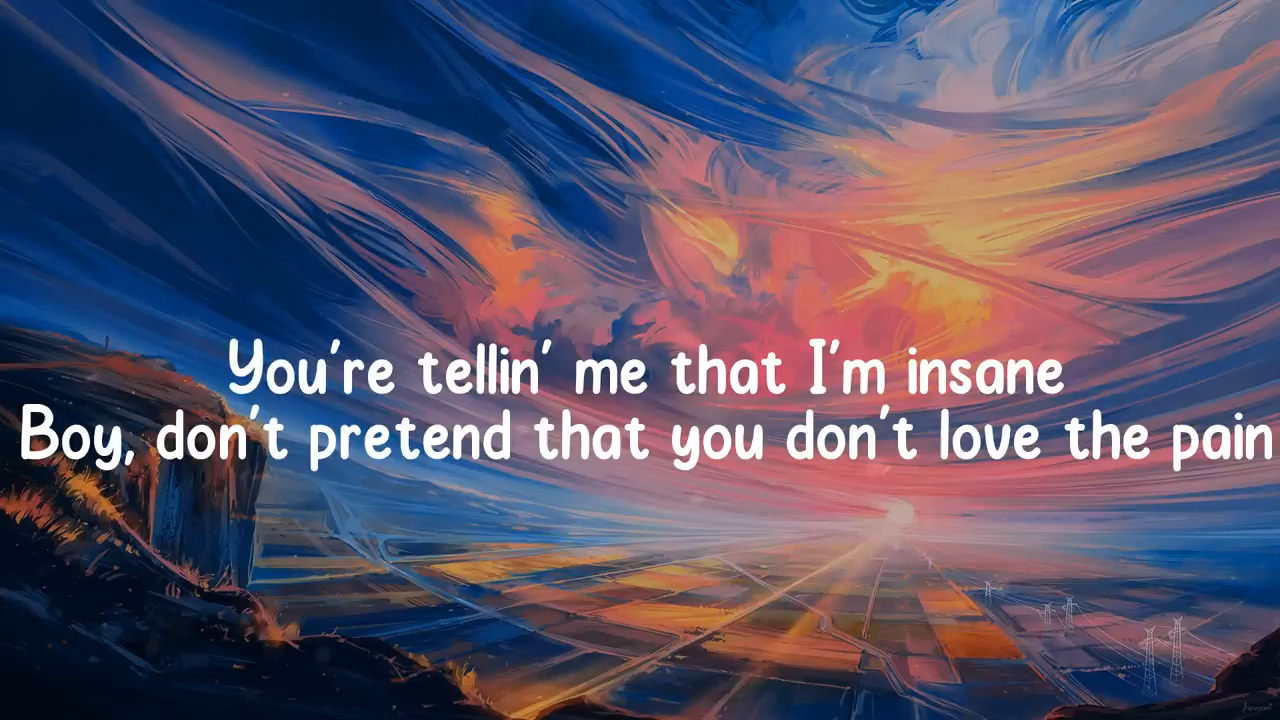 You're tellin' me that I'm insane
Boy, don't pretend that you don't love the pain